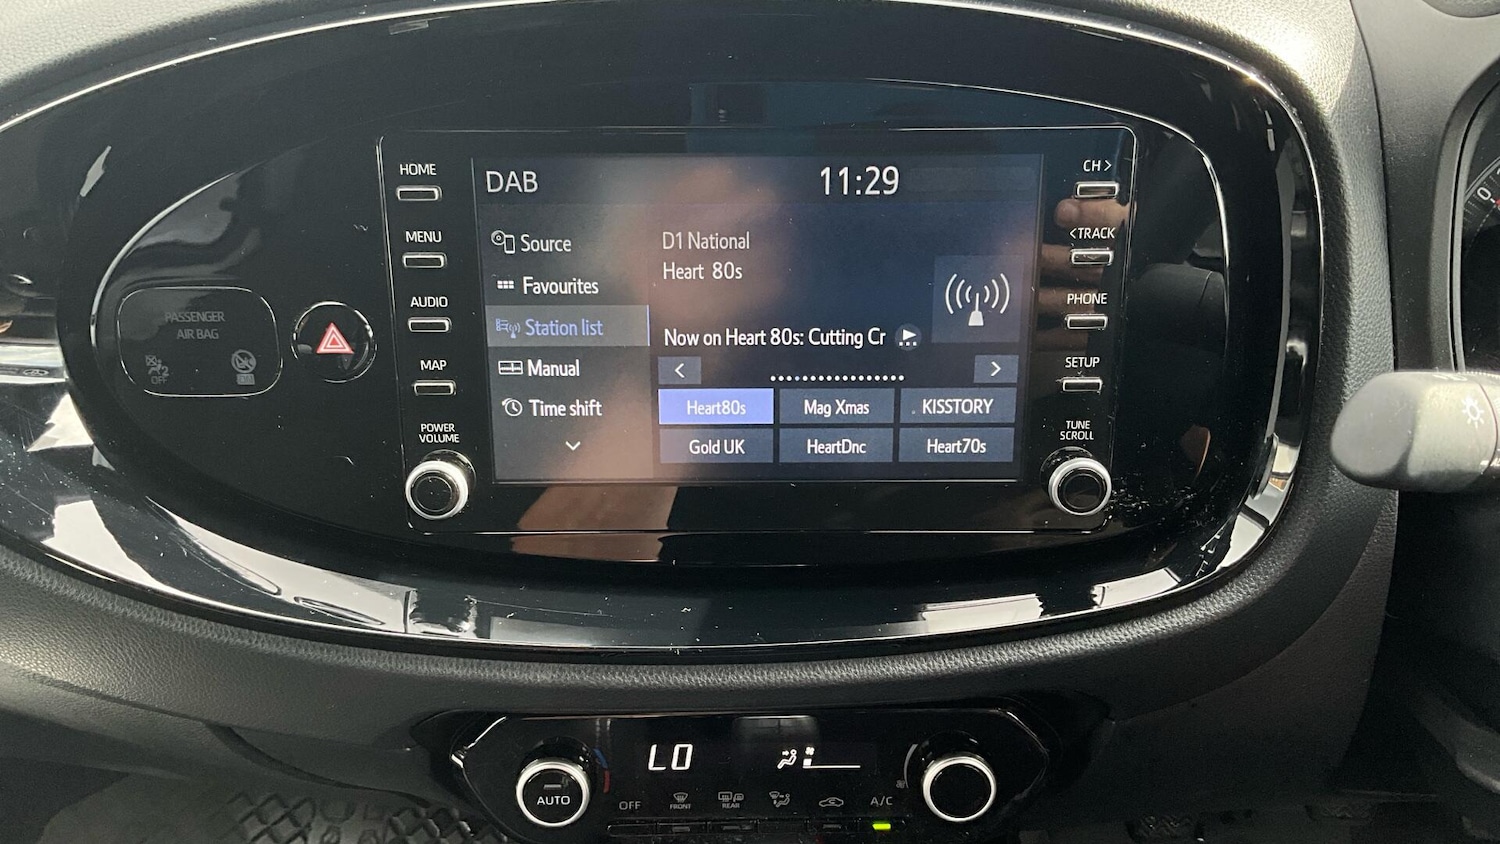 HOME
MENU
AUDIO
MAP
POWER
VOLUME
PASSENGER
AIR BAG
OFF
DAB
11:29
Source
Favourites
Station list
Manual
Time shift
D1 National
Heart 80s
Now on Heart 80s: Cutting Cr
<
>
Heart80s
Mag Xmas
KISSTORY
Gold UK
HeartDnc
Heart70s
CH >
< TRACK
PHONE
SETUP
TUNE
SCROLL
LO
AUTO
OFF
FRONT
REAR
A/C
0